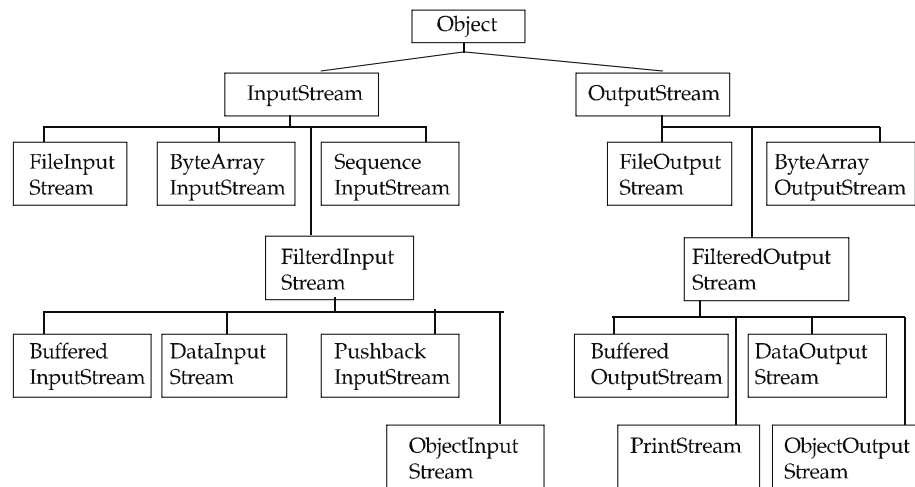 Object
InputStream
OutputStream
FileInput
Stream
ByteArray
InputStream
Sequence
InputStream
FileOutput
Stream
ByteArray
OutputStream
FilterdInput
Stream
FilteredOutput
Stream
Buffered
InputStream
DataInput
Stream
Pushback
InputStream
Buffered
OutputStream
DataOutput
Stream
ObjectInput
Stream
PrintStream
ObjectOutput
Stream